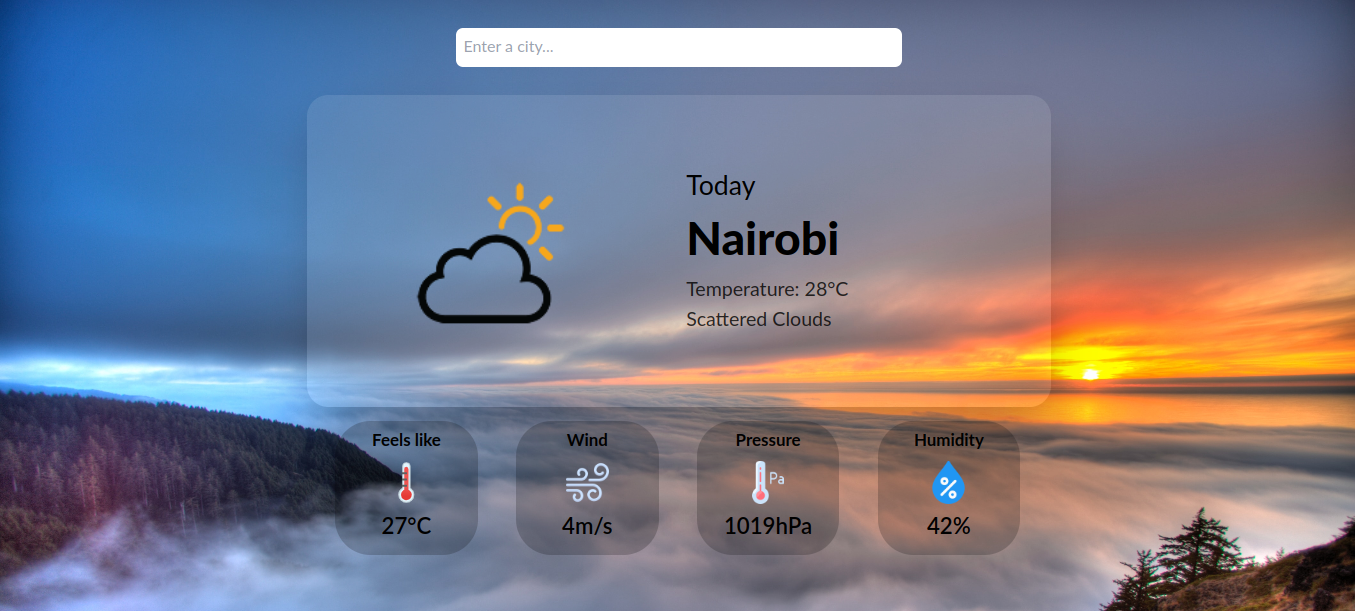 Enter a city...
Today
Nairobi
Temperature: 28°C
Scattered Clouds
Feels like
Wind
Pressure
Humidity
Pa
%
27°C
4m/s
1019hPa
42%